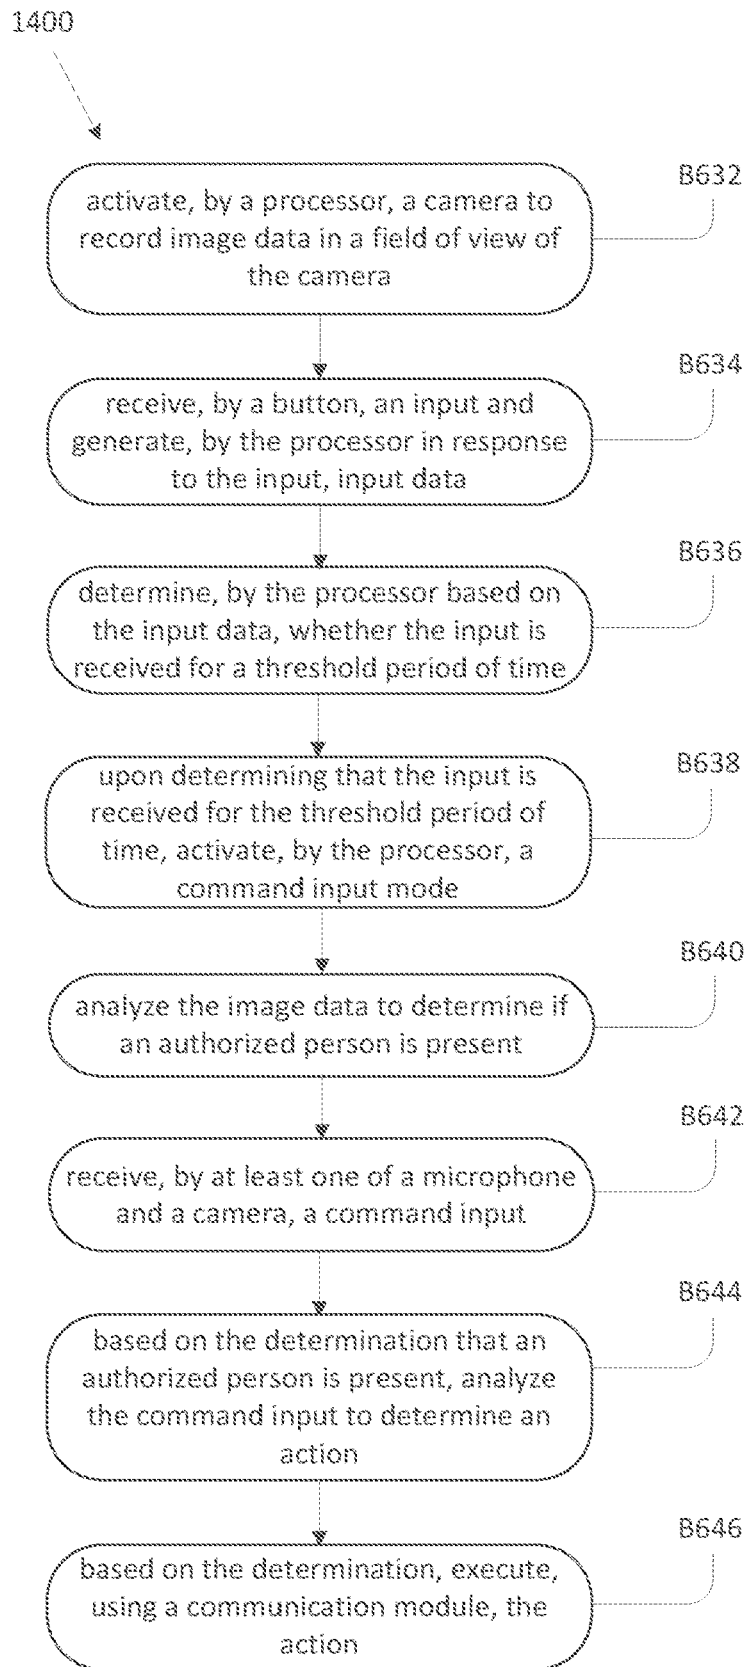 1400
B632
activate, by a processor, a camera to
record image data in a field of view of
the camera
B634
receive, by a button, an input and
generate, by the processor in response
to the input, input data
B636
determine, by the processor based on
the input data, whether the input is
received for a threshold period of time
B638
upon determining that the input is
received for the threshold period of
time, activate, by the processor, a
command input mode
B640
analyze the image data to determine if
an authorized person is present
B642
receive, by at least one of a microphone
and a camera, a command input
B644
based on the determination that an
authorized person is present, analyze
the command input to determine an
action
B646
based on the determination, execute,
using a communication module, the
action